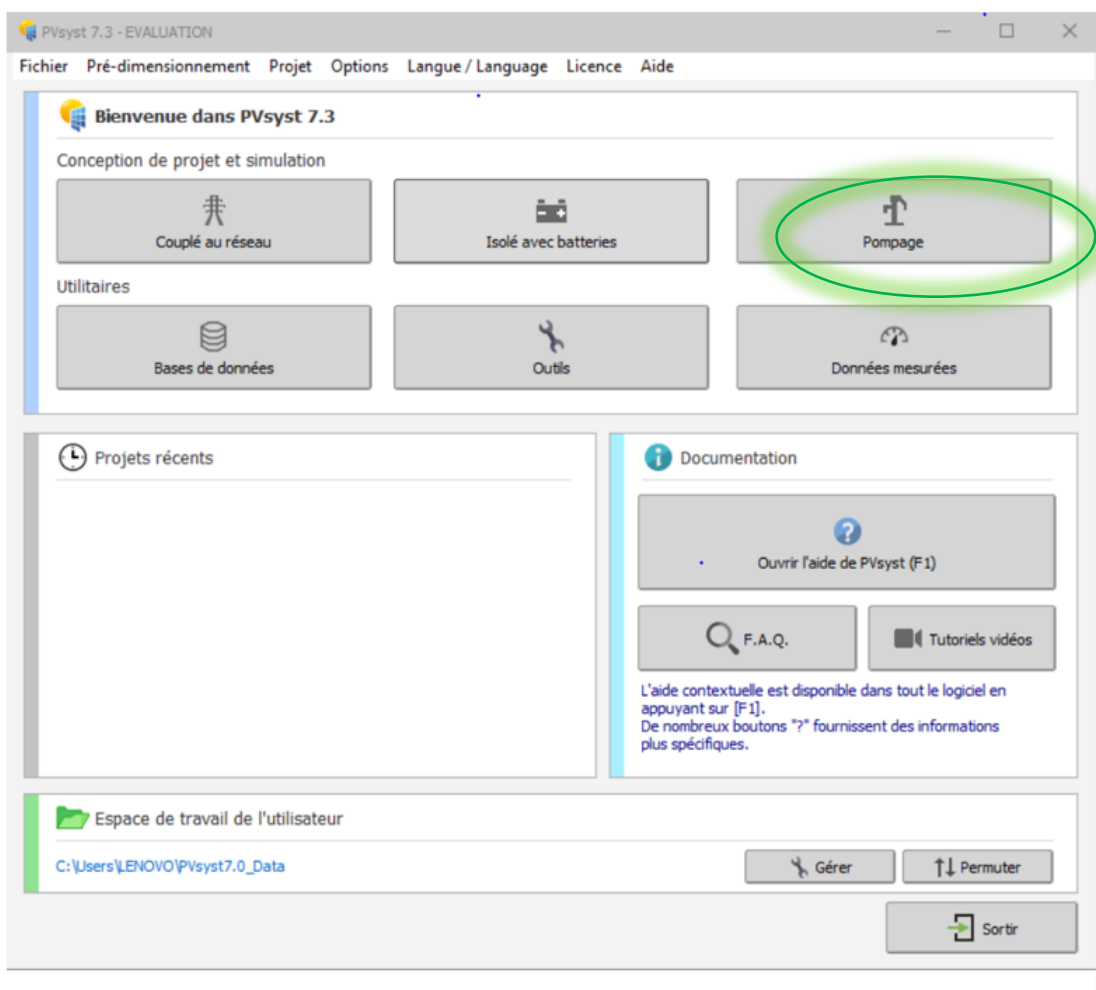 PVsyst 7.3 - EVALUATION
Fichier Pré-dimensionnement Projet Options Langue / Language Licence Aide
Bienvenue dans PVsyst 7.3
Conception de projet et simulation
Couplé au réseau
Isolé avec batteries
Pompage
Utilitaires
Bases de données
Outils
Données mesurées
Projets récents
Documentation
Ouvrir l'aide de PVsyst (F1)
F.A.Q.
Tutoriels vidéos
L'aide contextuelle est disponible dans tout le logiciel en
appuyant sur [F1].
De nombreux boutons "?" fournissent des informations
plus spécifiques.
Espace de travail de l'utilisateur
C:\Users\LENOVO\PVsyst7.0_Data
Gérer
Permuter
Sortir